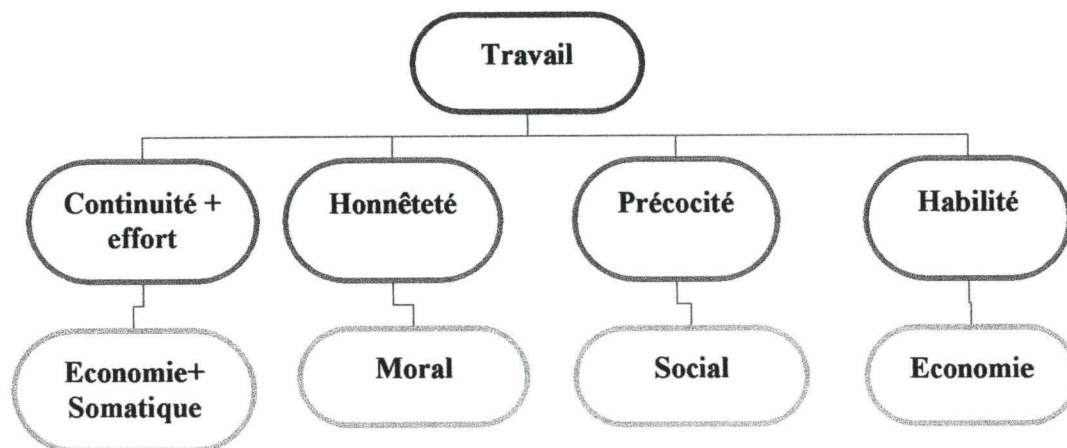 Travail
Continuité +
effort
Honnêteté
Précocité
Habilité
Economie+
Somatique
Moral
Social
Economie